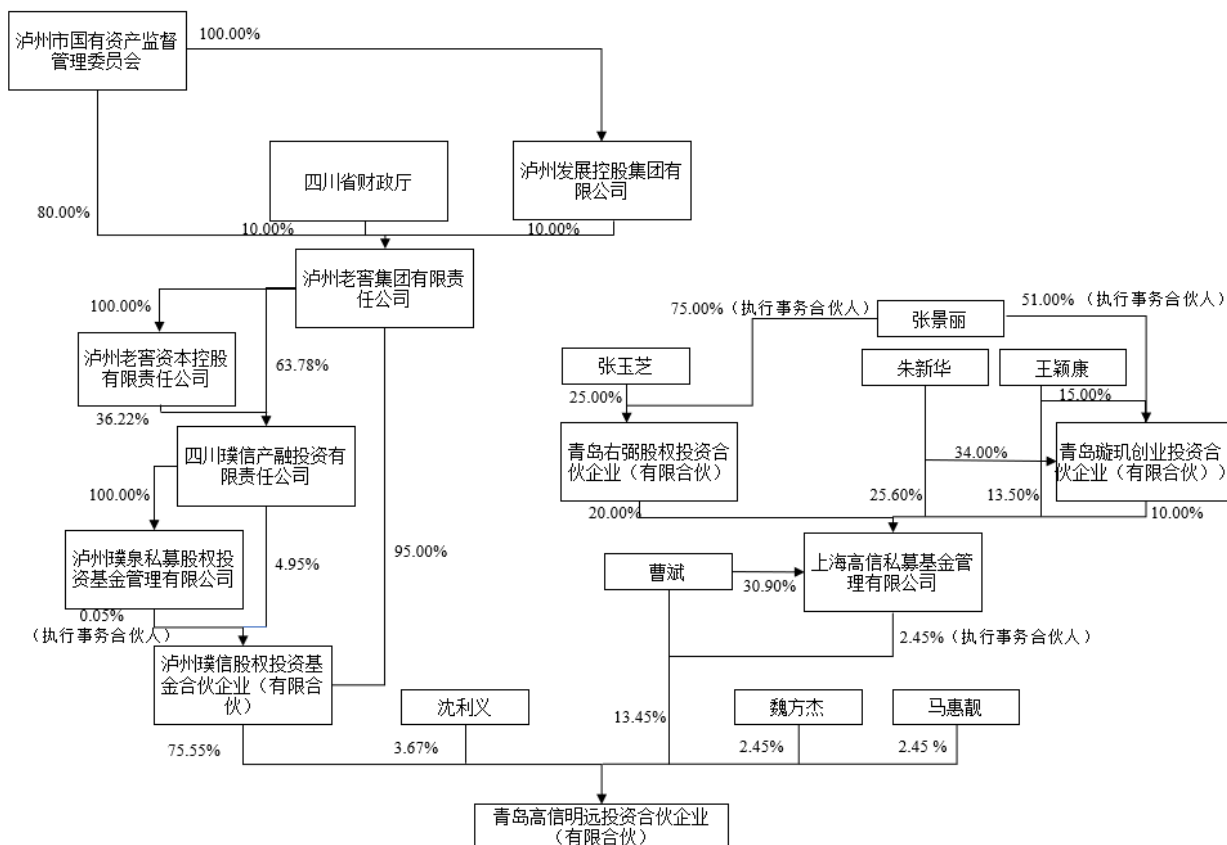 泸州市国有资产监督
管理委员会
100.00%
四川省财政厅
泸州发展控股集团有
限公司
80.00%
10.00%
10.00%
泸州老窖集团有限责
任公司
100.00%
75.00%（执行事务合伙人）
51.00%（执行事务合伙人）
张景丽
泸州老窖资本控股
有限责任公司
63.78%
张玉芝
朱新华
王颖康
36.22%
25.00%
15.00%
四川璞信产融投资有
限责任公司
青岛右弼股权投资合
伙企业（有限合伙）
34.00%
青岛璇玑创业投资合
伙企业（有限合伙））
100.00%
20.00%
25.60%
13.50%
10.00%
泸州璞泉私募股权投
资基金管理有限公司
4.95%
95.00%
曹斌
30.90%
上海高信私募基金管
理有限公司
0.05%
（执行事务合伙人）
2.45%（执行事务合伙人）
泸州璞信股权投资基
金合伙企业（有限合
伙）
沈利义
魏方杰
马惠靓
75.55%
3.67%
13.45%
2.45%
2.45 %
青岛高信明远投资合伙企业
（有限合伙）